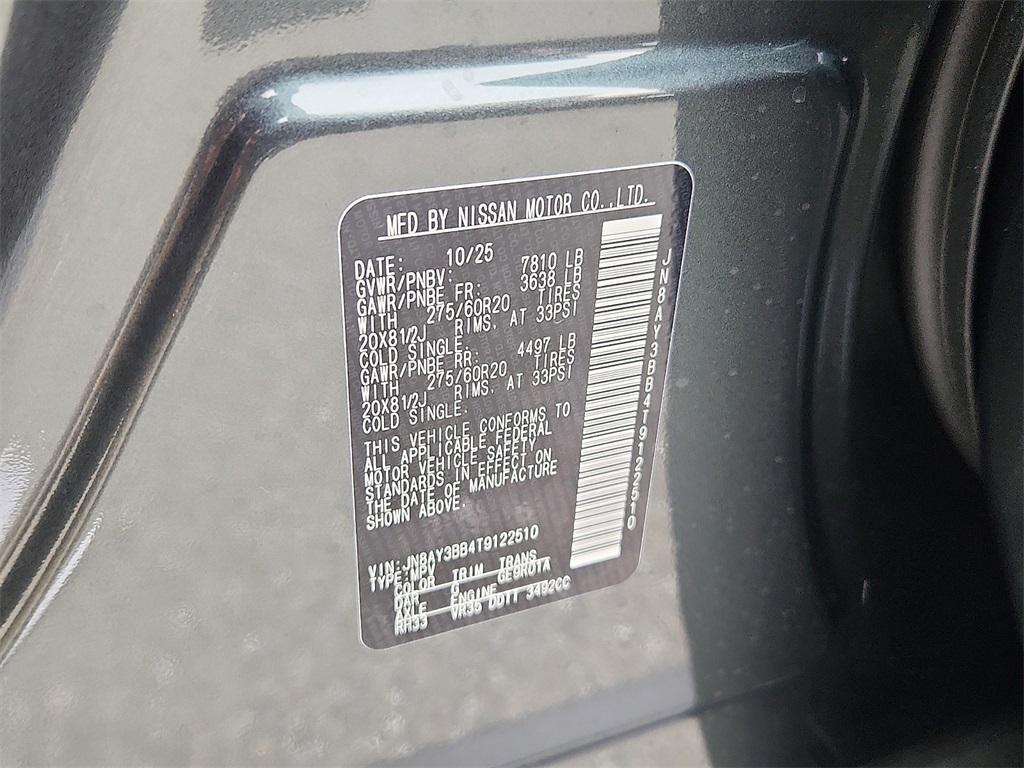 MFD BY NISSAN MOTOR CO.,LTD.
DATE: 10/25
GVWR/PNBV: 7810 LB
GAWR/PNBE FR: 3638 LB
WITH 275/60R20 TIRES
20X81/2J RIMS. AT 33PSI
COLD SINGLE.
GAWR/PNBE RR: 4497 LB
WITH 275/60R20 TIRES
20X81/2J RIMS. AT 33PSI
COLD SINGLE.
THIS VEHICLE CONFORMS TO
ALL APPLICABLE FEDERAL
MOTOR VEHICLE SAFETY
STANDARDS IN EFFECT ON
THE DATE OF MANUFACTURE
SHOWN ABOVE.
VIN:JN8AY3BB4T9122510
TYPE:MPV
COLOR TRIM TRANS
DAP G GE9R01A
AXLE ENGINE
RH33 VR35 DDTT 3492CC
JN8AY3BB4T9122510